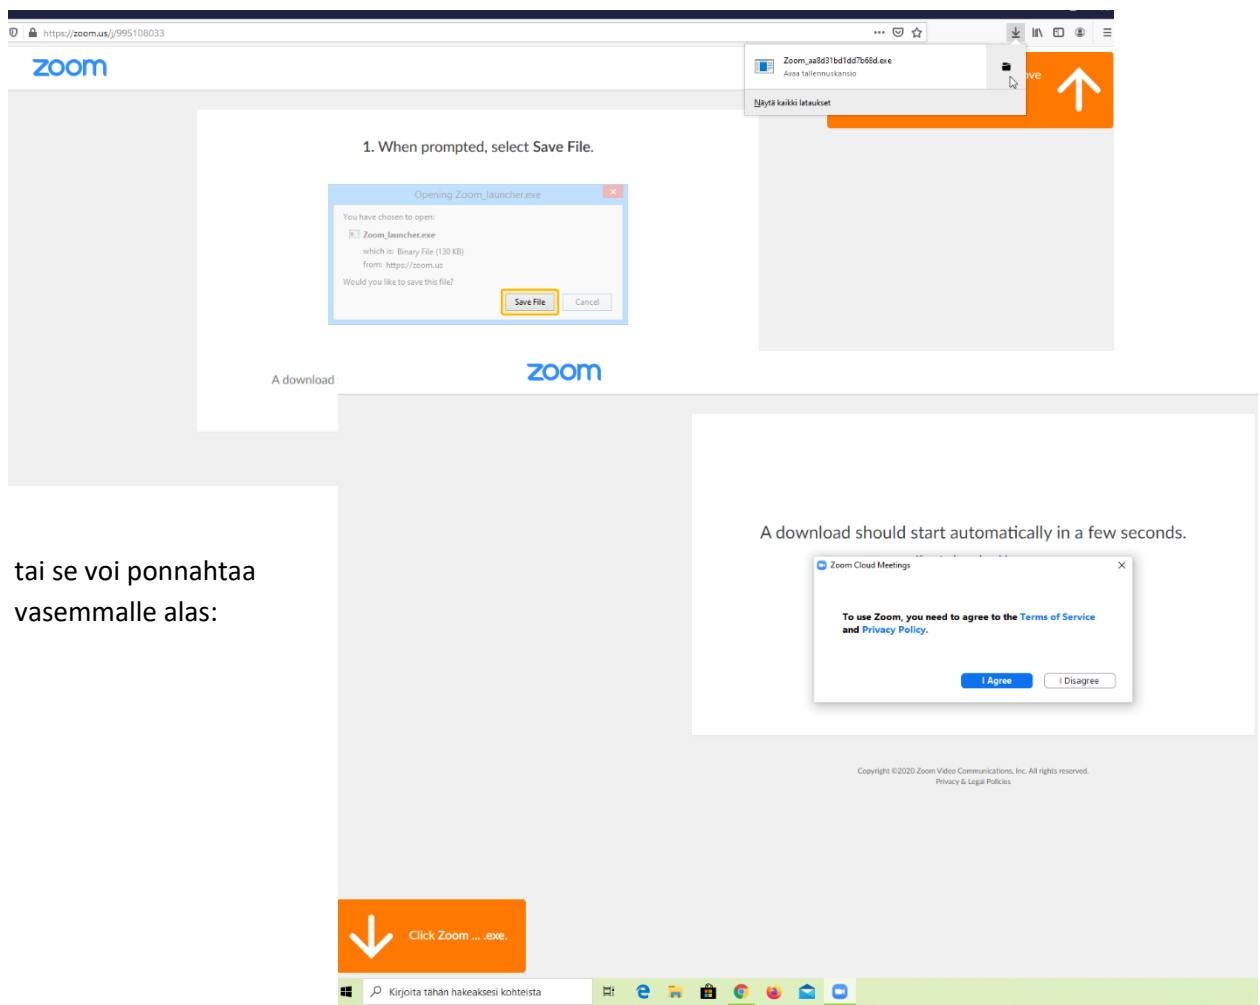 https://zoom.us/j/995108033
zoom
Zoom_aa8d31bd1dd7b68d.exe
Avaa tallennuskansio
Näytä kaikki lataukset
ove
1. When prompted, select Save File.
Opening Zoom_launcher.exe
You have chosen to open:
Zoom_launcher.exe
which is: Binary File (130 KB)
from: https://zoom.us
Would you like to save this file?
Save File Cancel
A download
zoom
A download should start automatically in a few seconds.
tai se voi ponnahtaa
vasemmalle alas:
Zoom Cloud Meetings
To use Zoom, you need to agree to the Terms of Service
and Privacy Policy.
I Agree I Disagree
Copyright ©2020 Zoom Video Communications, Inc. All rights reserved.
Privacy & Legal Policies
Click Zoom ... .exe.
Kirjoita tähän hakeaksesi kohteista